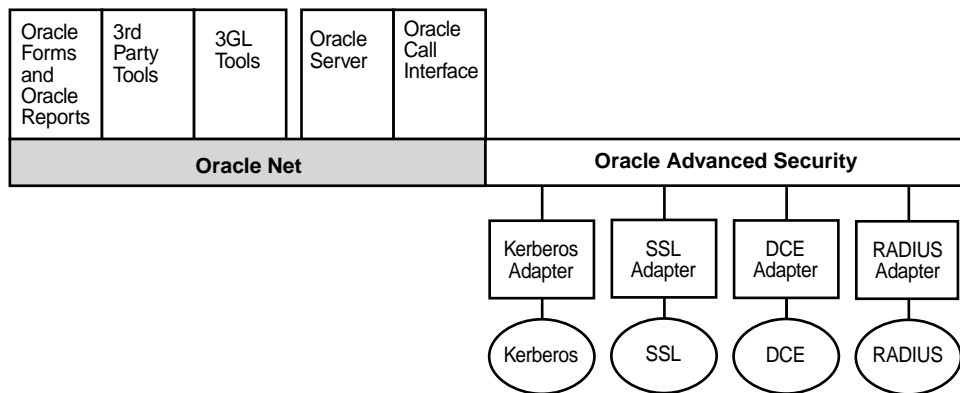 Oracle
Forms
and
Oracle
Reports
3rd
Party
Tools
3GL
Tools
Oracle
Server
Oracle
Call
Interface
Oracle Net
Oracle Advanced Security
Kerberos
Adapter
SSL
Adapter
DCE
Adapter
RADIUS
Adapter
Kerberos
SSL
DCE
RADIUS